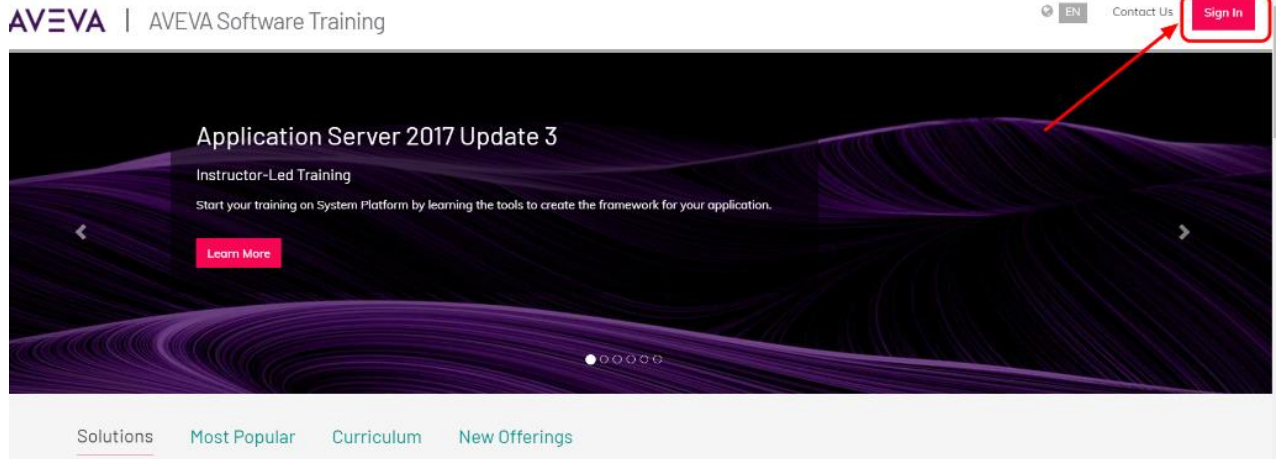 AVEVA | AVEVA Software Training
EN Contact Us Sign In
Application Server 2017 Update 3
Instructor-Led Training
Start your training on System Platform by learning the tools to create the framework for your application.
Learn More
Solutions Most Popular Curriculum New Offerings